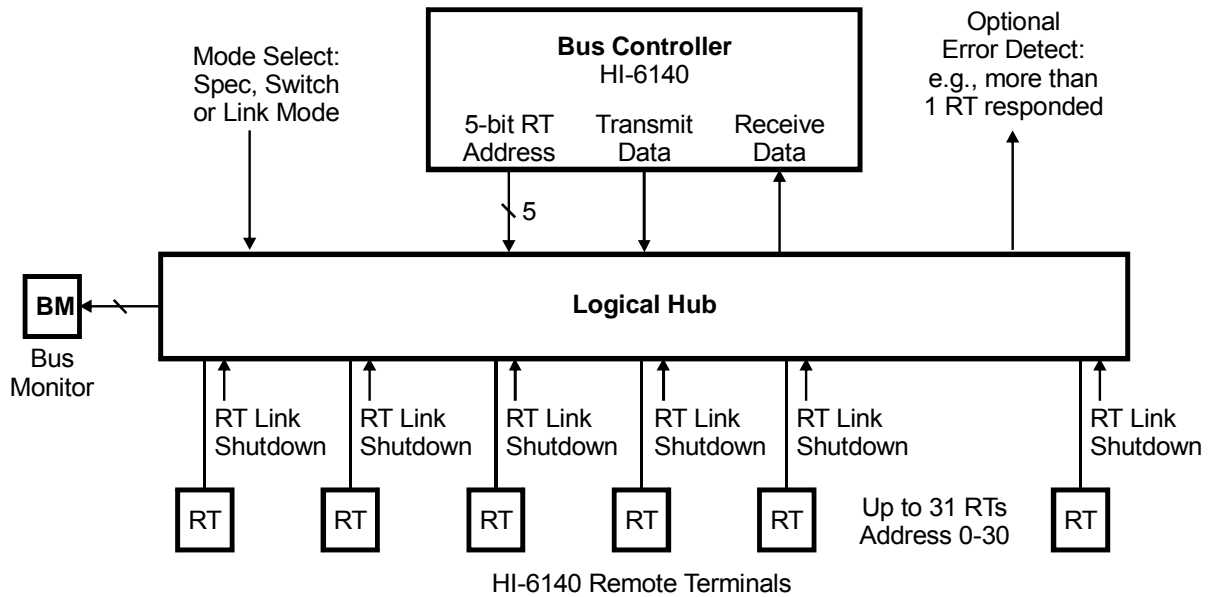 Mode Select:
Spec, Switch
or Link Mode
Bus Controller
HI-6140
5-bit RT
Address
Transmit
Data
Receive
Data
Optional
Error Detect:
e.g., more than
1 RT responded
5
BM
Bus
Monitor
Logical Hub
RT Link
Shutdown
RT Link
Shutdown
RT Link
Shutdown
RT Link
Shutdown
RT Link
Shutdown
RT Link
Shutdown
RT
RT
RT
RT
RT
Up to 31 RTs
Address 0-30
RT
HI-6140 Remote Terminals